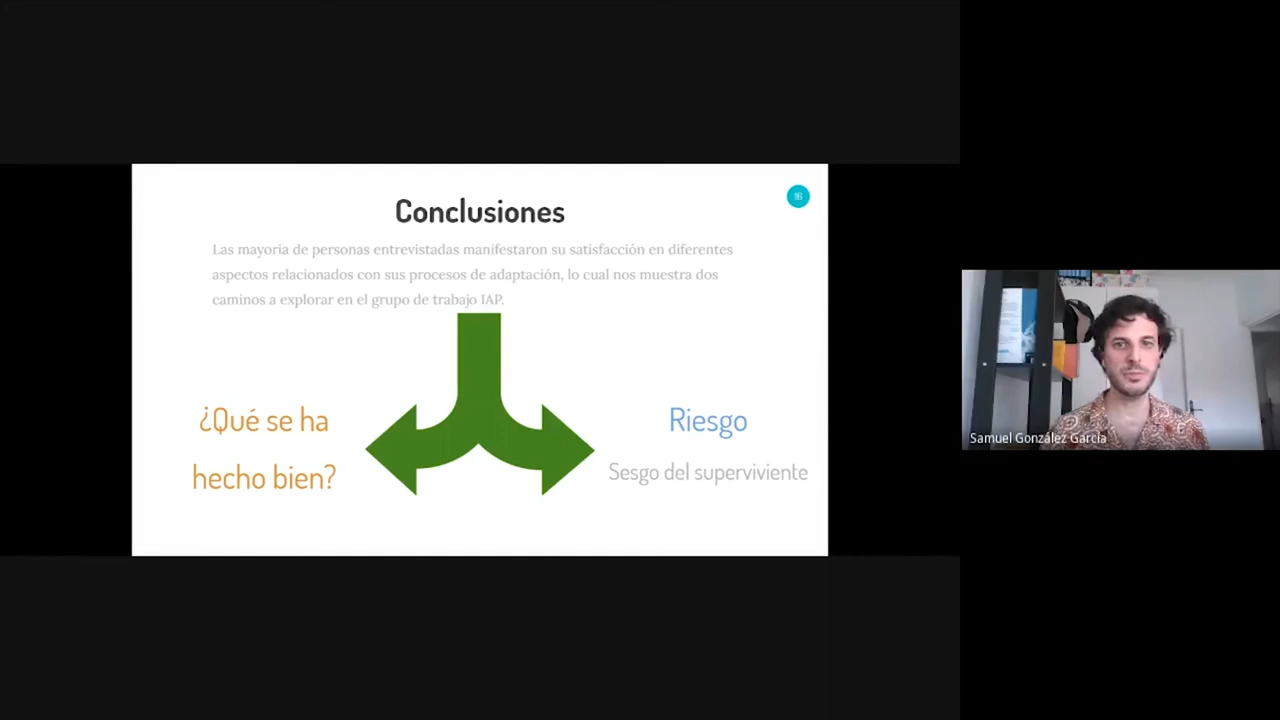 Conclusiones
16
Las mayoría de personas entrevistadas manifestaron su satisfacción en diferentes
aspectos relacionados con sus procesos de adaptación, lo cual nos muestra dos
caminos a explorar en el grupo de trabajo IAP.
¿Qué se ha
hecho bien?
Riesgo
Sesgo del superviviente
Samuel González García